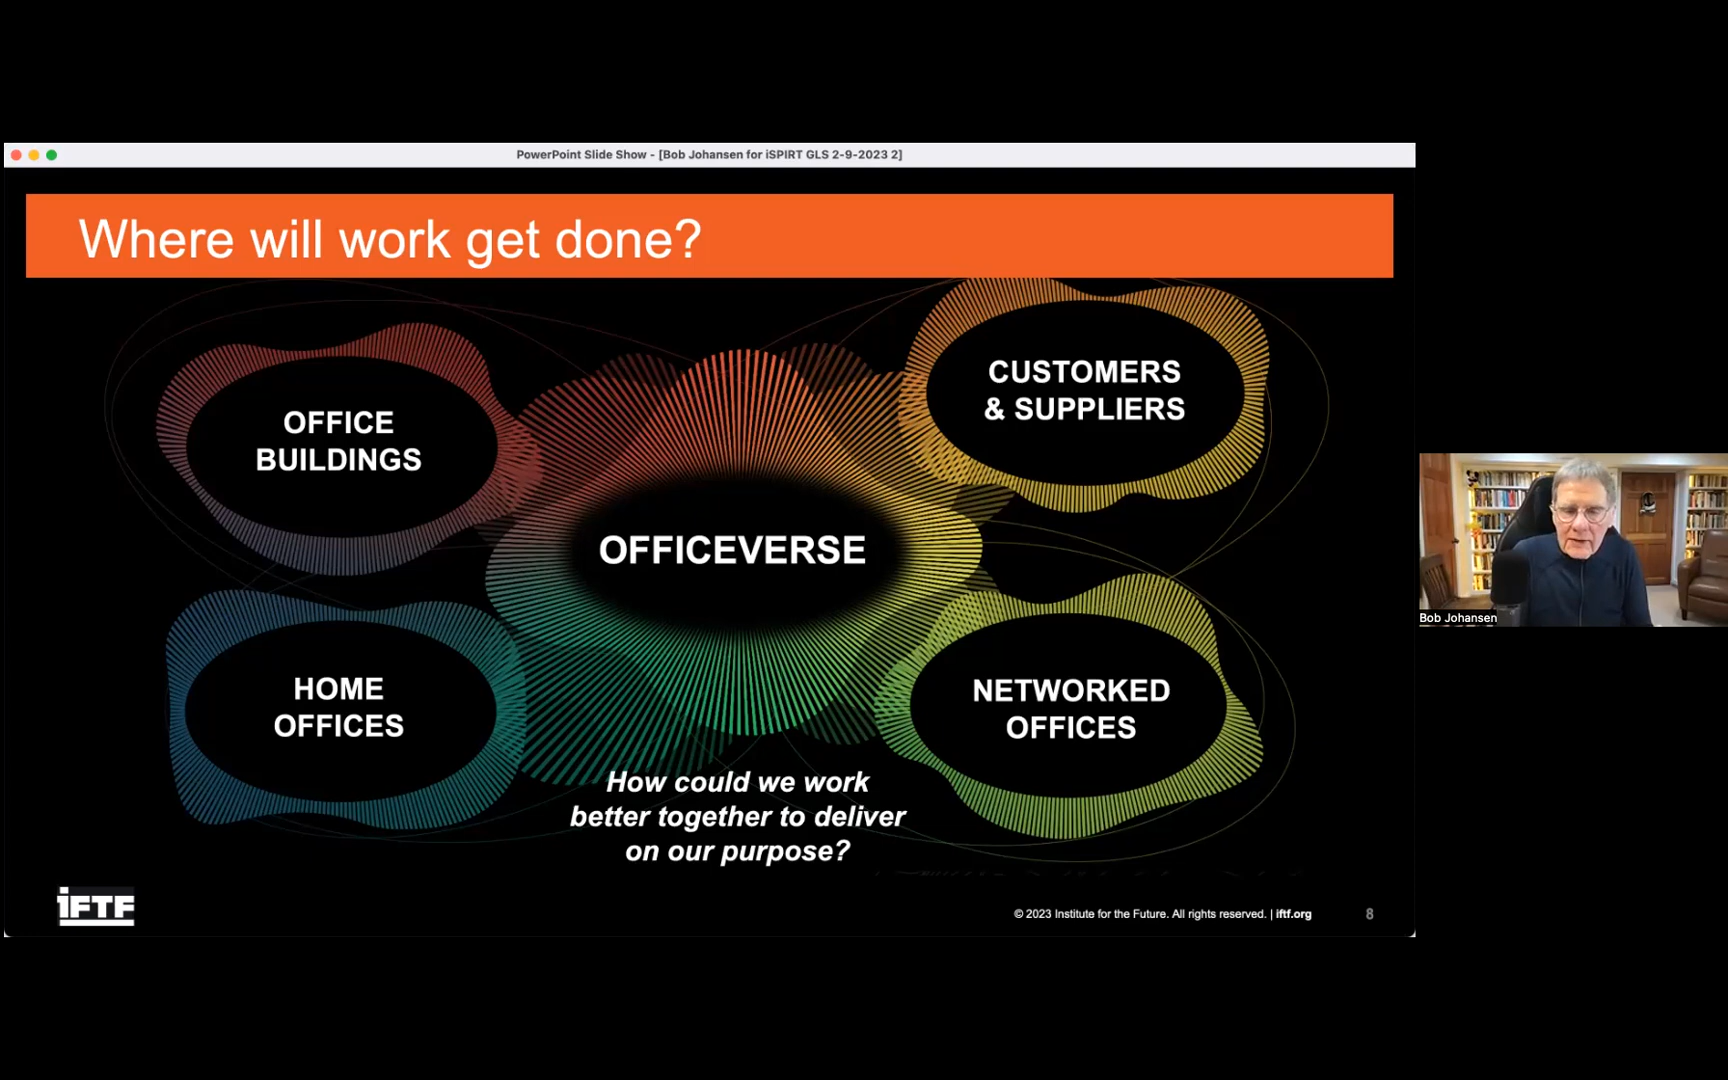 PowerPoint Slide Show - [Bob Johansen for iSPIRT GLS 2-9-2023 2]
Where will work get done?
OFFICE
BUILDINGS
CUSTOMERS
& SUPPLIERS
OFFICEVERSE
HOME
OFFICES
NETWORKED
OFFICES
How could we work
better together to deliver
on our purpose?
iFTF
© 2023 Institute for the Future. All rights reserved. | iftf.org
8
Bob Johansen